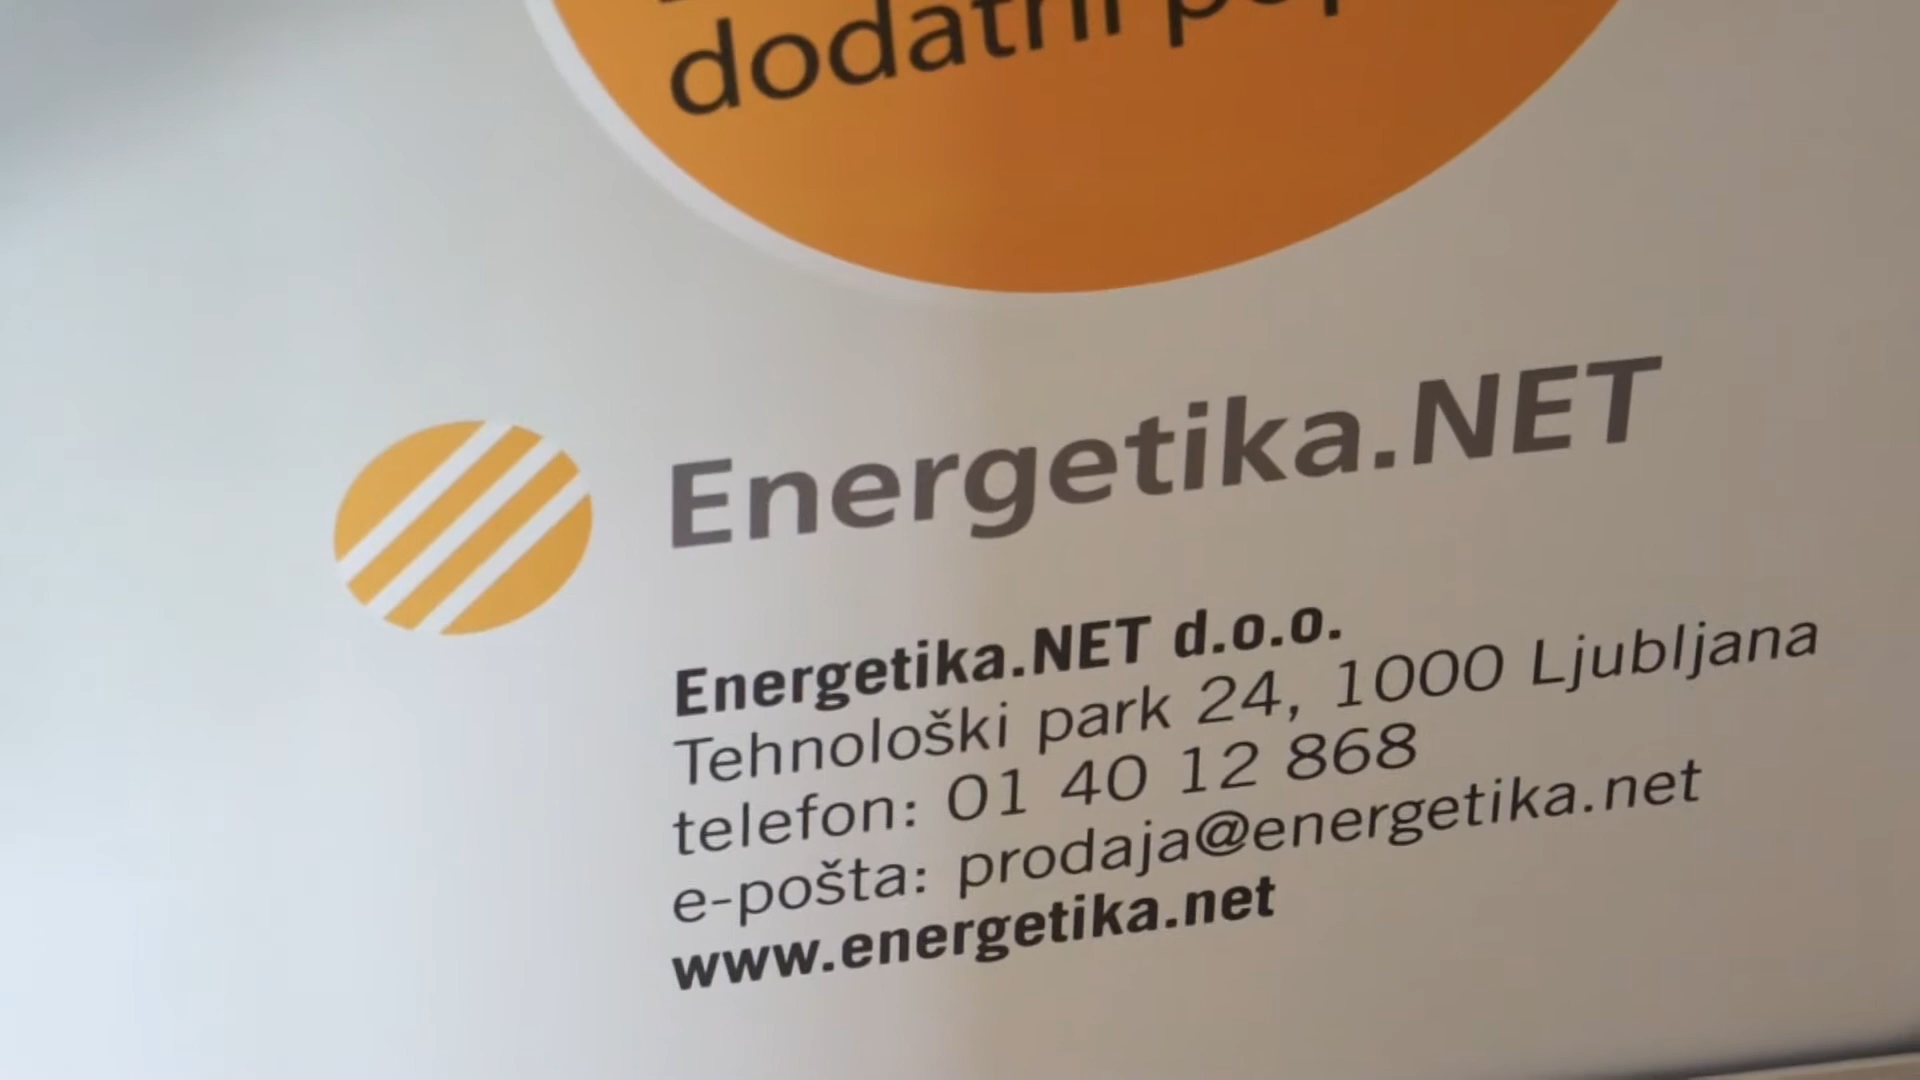 dodatni
Energetika.NET
Energetika.NET d.o.o.
Tehnološki park 24, 1000 Ljubljana
telefon: 01 40 12 868
e-pošta: prodaja@energetika.net
www.energetika.net